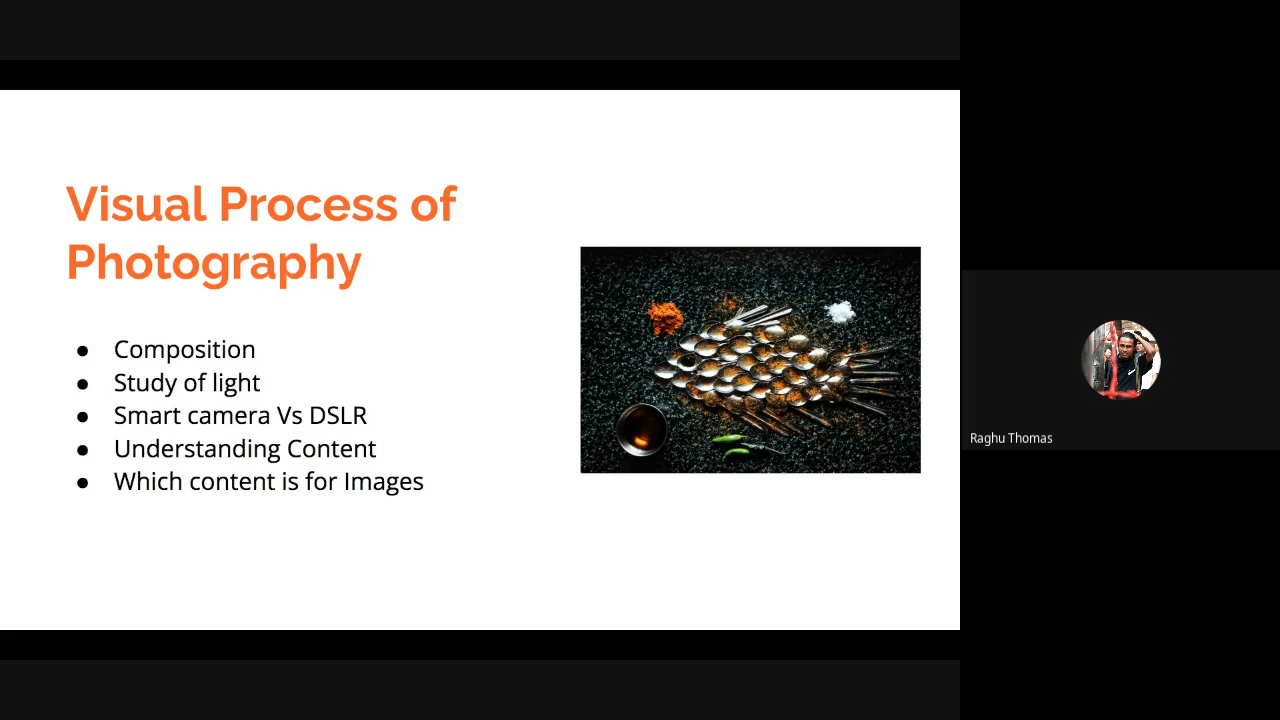 Visual Process of
Photography
● Composition
● Study of light
● Smart camera Vs DSLR
● Understanding Content
● Which content is for Images
Raghu Thomas